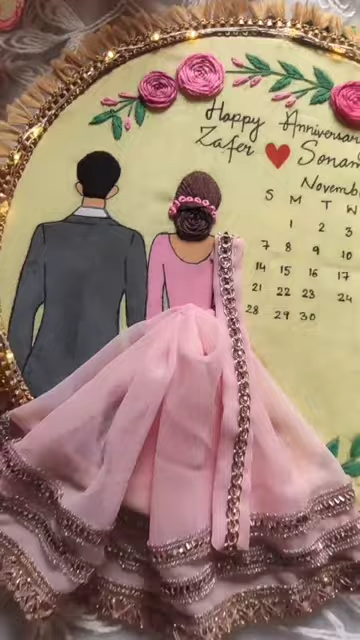 Happy Anniversar
Zafer ❤ Sonam
Novemb
S M T W
1 2 3
7 8 9 10
14 15 16 17
21 22 23 24
28 29 30